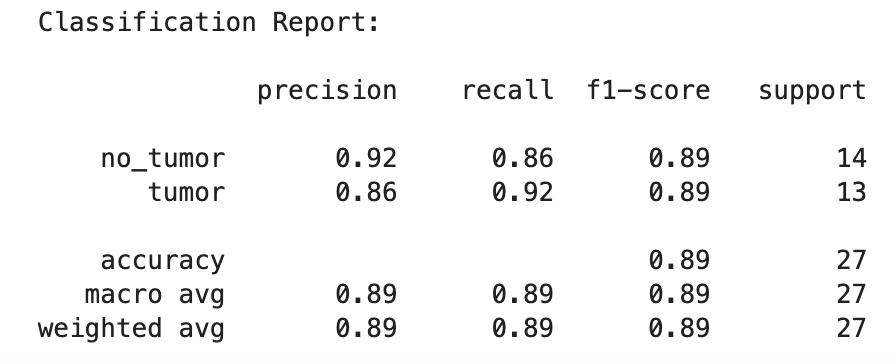 Classification Report:
precision recall f1-score support
no_tumor 0.92 0.86 0.89 14
tumor 0.86 0.92 0.89 13
accuracy 0.89 27
macro avg 0.89 0.89 0.89 27
weighted avg 0.89 0.89 0.89 27